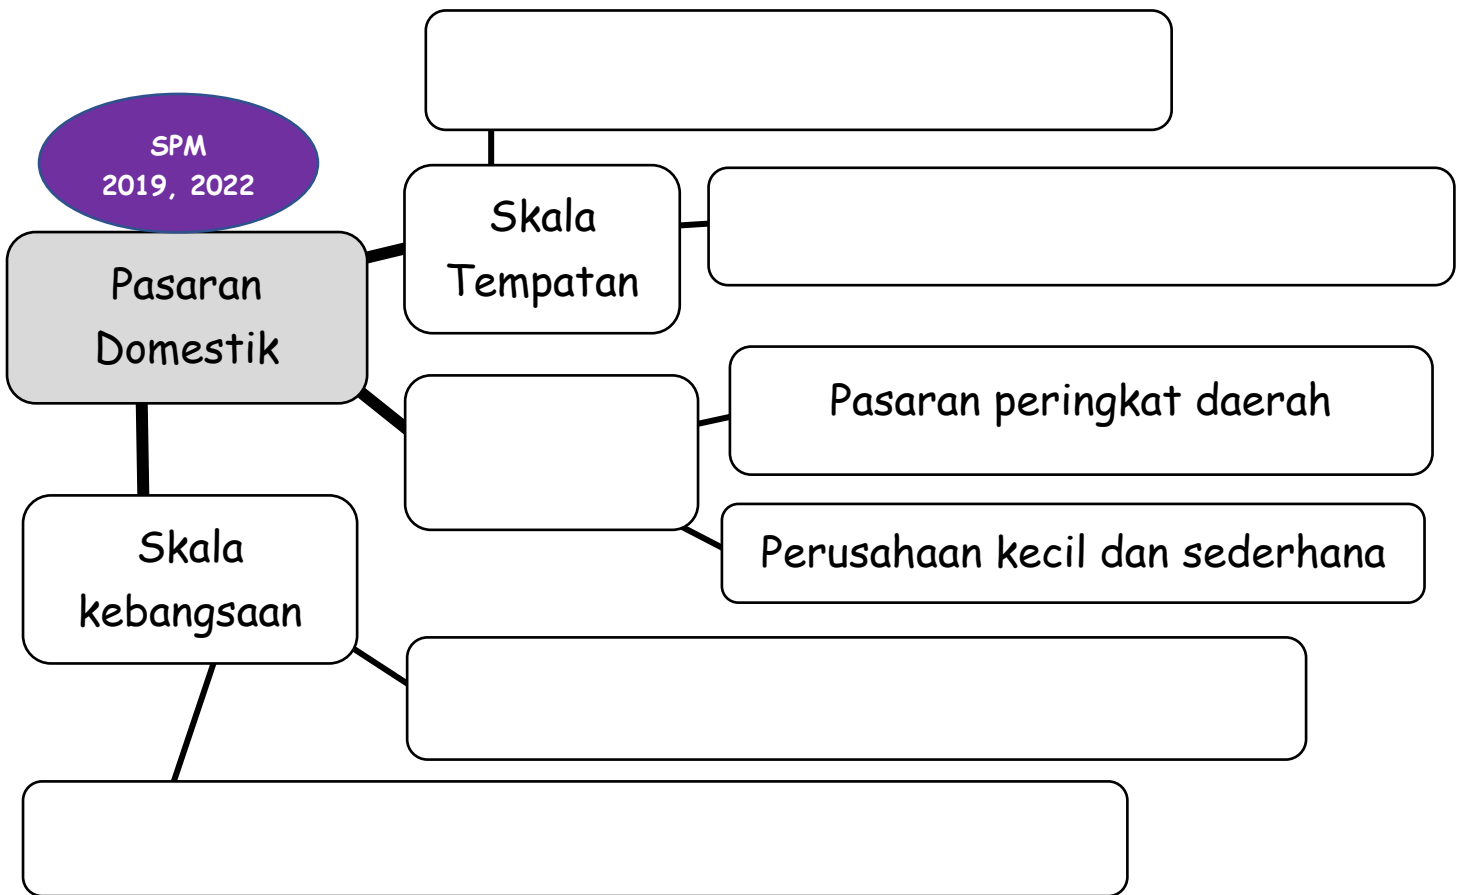 SPM
2019, 2022
Pasaran
Domestik
Skala
Tempatan
Pasaran peringkat daerah
Perusahaan kecil dan sederhana
Skala
kebangsaan